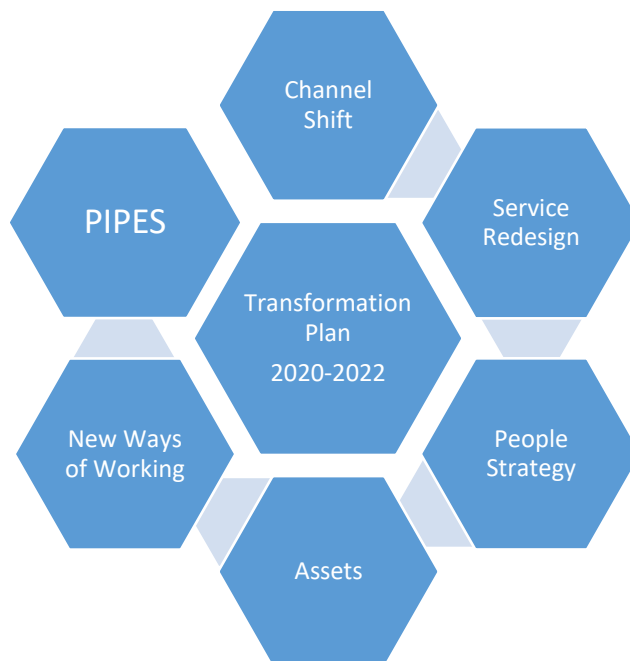 Channel
Shift
PIPES
Service
Redesign
Transformation
Plan
2020-2022
New Ways
of Working
People
Strategy
Assets